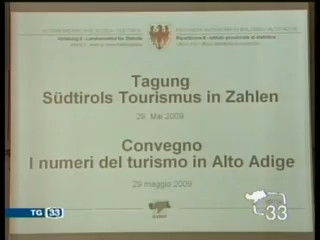 Tagung
Südtirols Tourismus in Zahlen
29. Mai 2009
Convegno
I numeri del turismo in Alto Adige
29 maggio 2009
TG 33
33